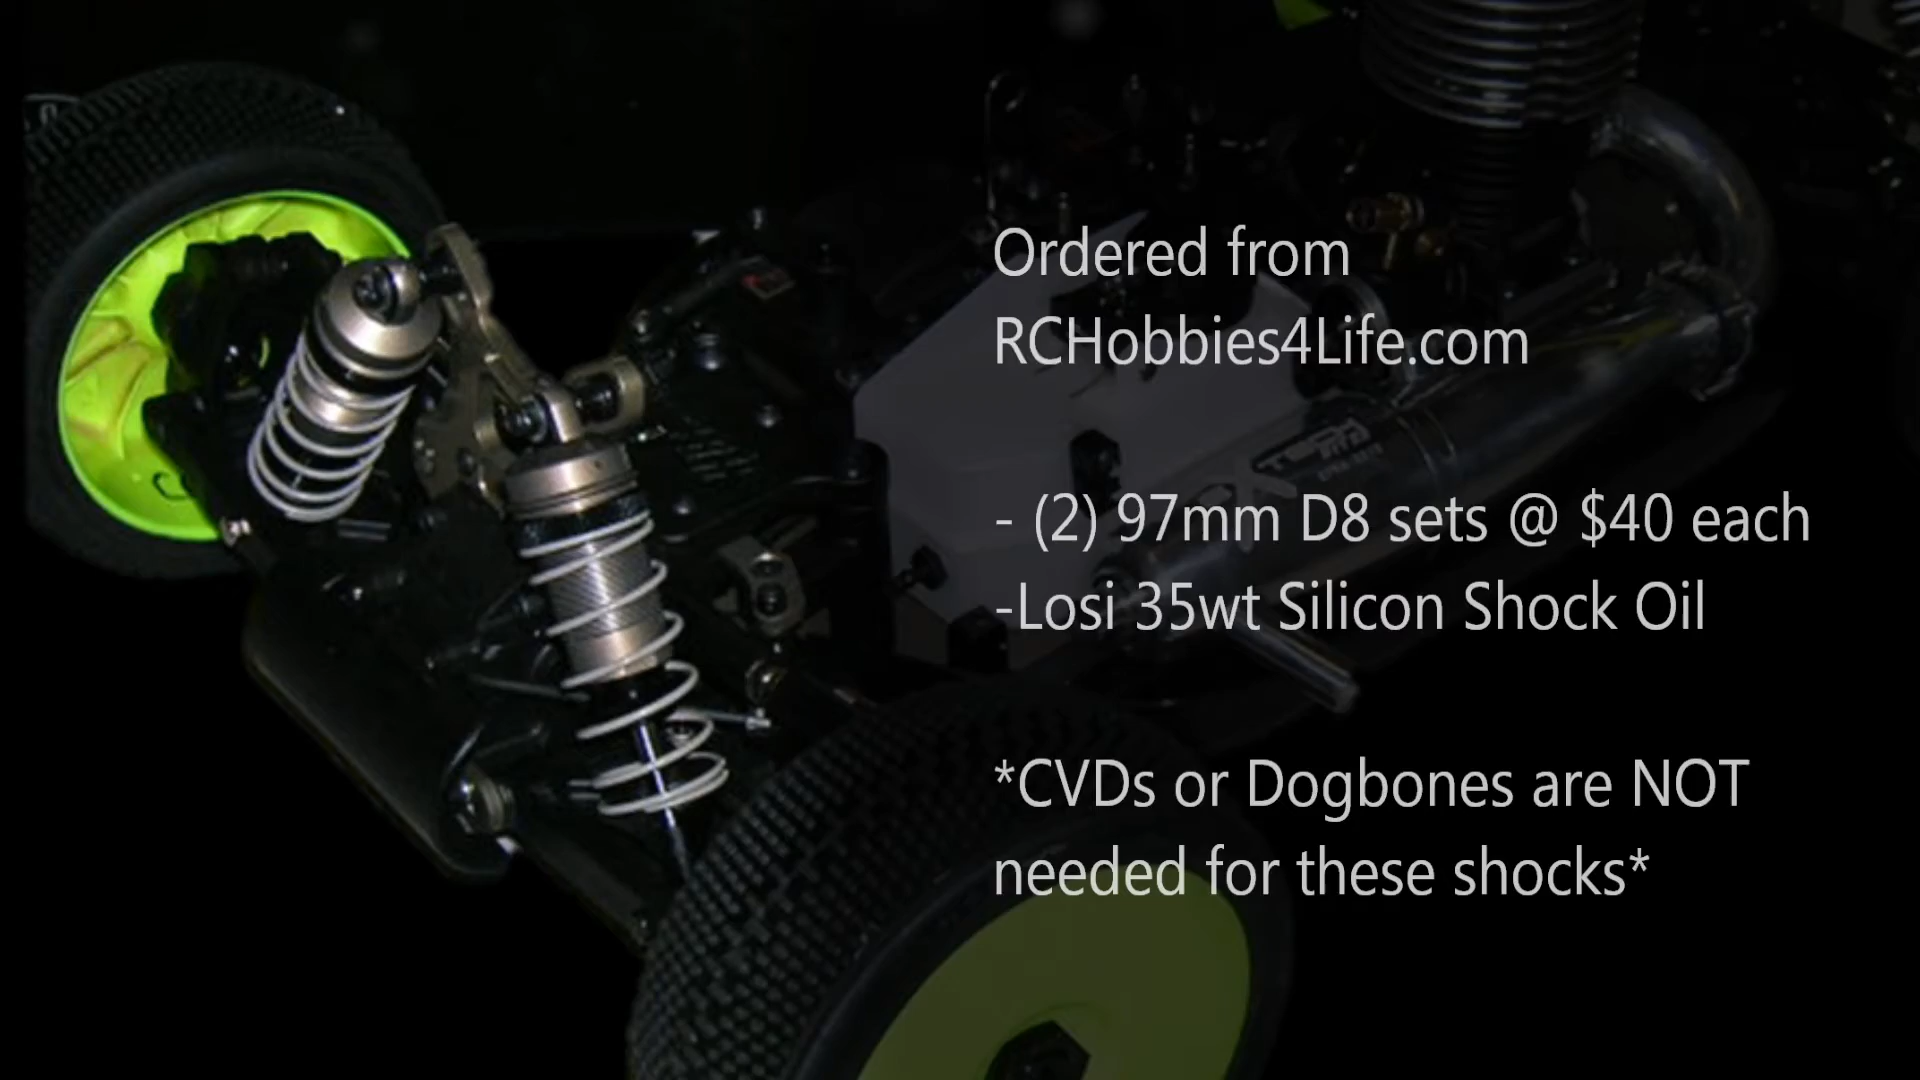 Ordered from
RCHobbies4Life.com
- (2) 97mm D8 sets @ $40 each
-Losi 35wt Silicon Shock Oil
*CVDs or Dogbones are NOT
needed for these shocks*